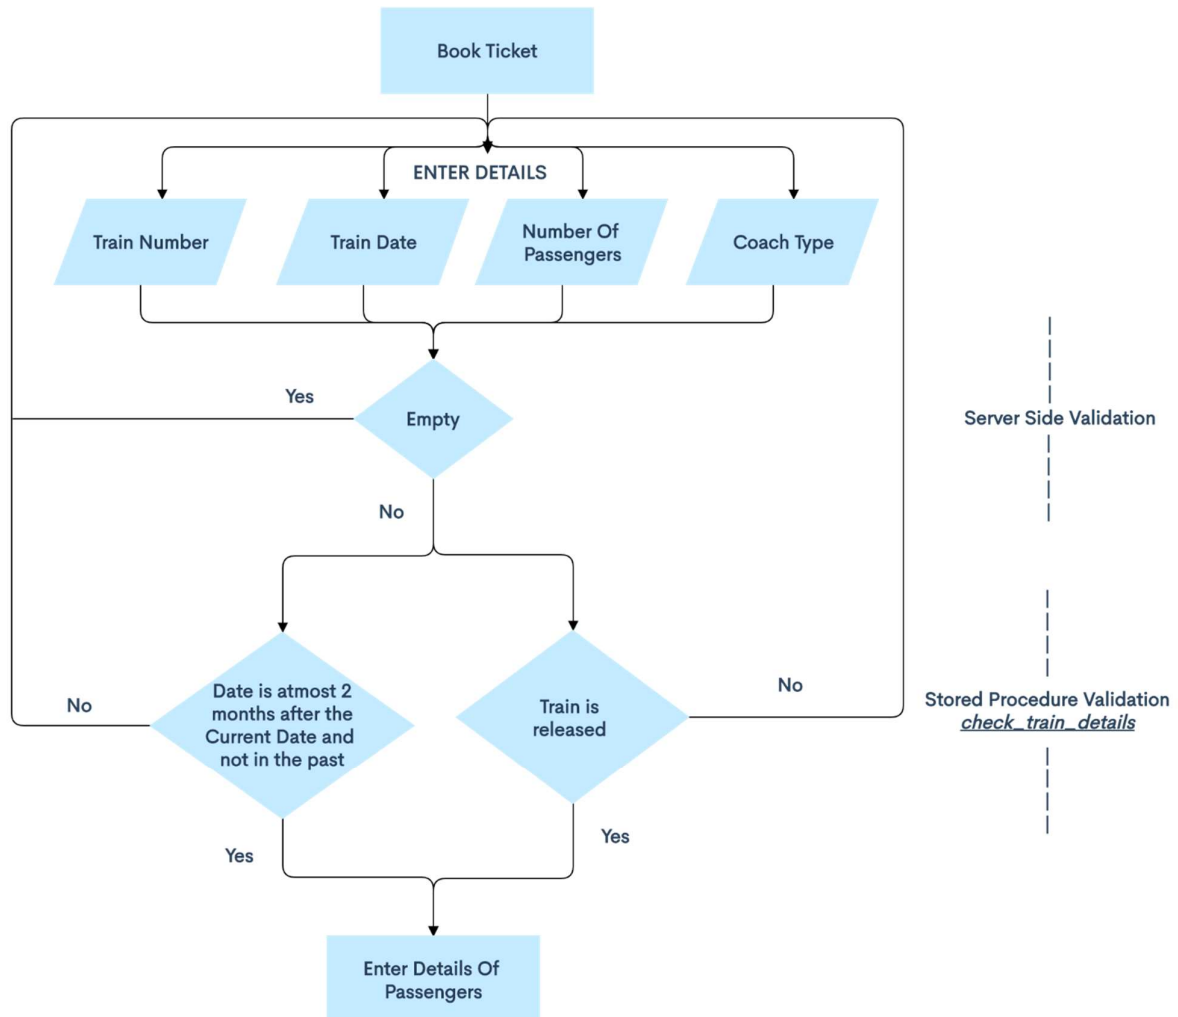 Book Ticket
ENTER DETAILS
Train Number
Train Date
Number Of
Passengers
Coach Type
Yes
Empty
Server Side Validation
No
No
Date is atmost 2
months after the
Current Date and
not in the past
Train is
released
No
Stored Procedure Validation
check_train_details
Yes
Yes
Enter Details Of
Passengers